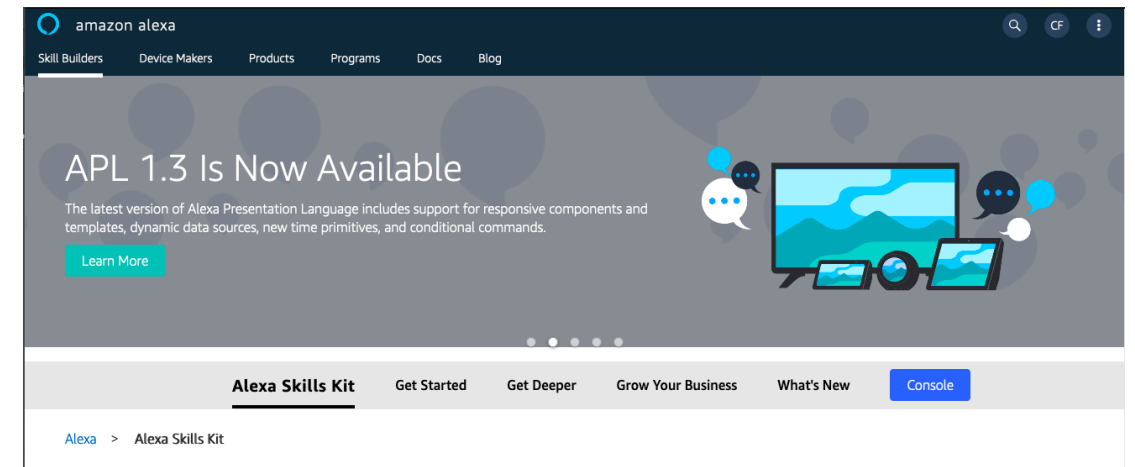 amazon alexa
CF
Skill Builders Device Makers Products Programs Docs Blog
APL 1.3 Is Now Available
The latest version of Alexa Presentation Language includes support for responsive components and
templates, dynamic data sources, new time primitives, and conditional commands.
Learn More
Alexa Skills Kit Get Started Get Deeper Grow Your Business What's New Console
Alexa > Alexa Skills Kit